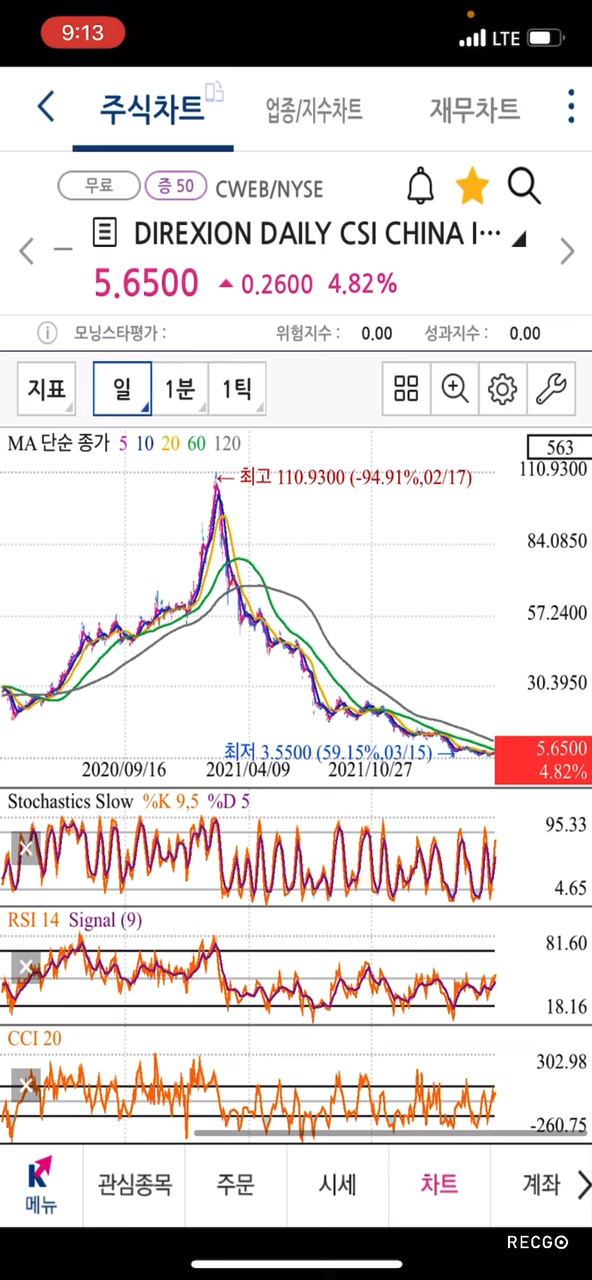 9:13 LTE
주식차트 업종/지수차트 재무차트
무료 증 50 CWEB/NYSE
DIREXION DAILY CSI CHINA I···
5.6500 ▲ 0.2600 4.82%
모닝스타평가 : 위험지수 : 0.00 성과지수 : 0.00
지표 일 1분 1틱
MA 단순 종가 5 10 20 60 120
563
110.9300
← 최고 110.9300 (-94.91%,02/17)
84.0850
57.2400
30.3950
최저 3.5500 (59.15%,03/15) →
5.6500
4.82%
2020/09/16 2021/04/09 2021/10/27
Stochastics Slow %K 9,5 %D 5
95.33
4.65
RSI 14 Signal (9)
81.60
18.16
CCI 20
302.98
-260.75
메뉴 관심종목 주문 시세 차트 계좌
RECGO